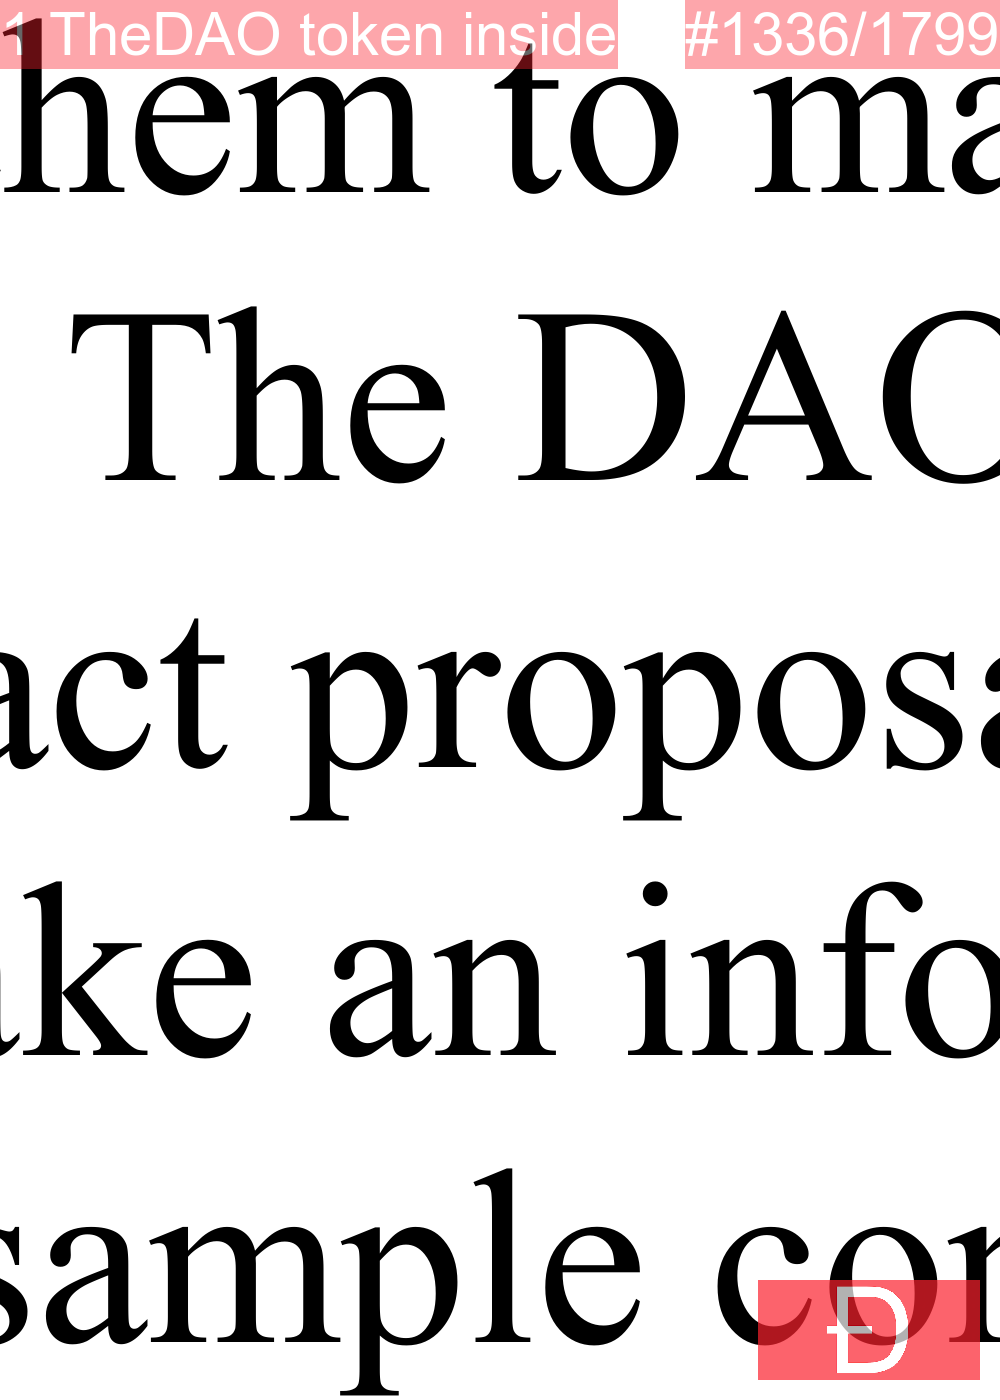 1 TheDAO token inside #1336/1799
hem to ma
The DAO
act proposa
ake an info
sample con
Đ